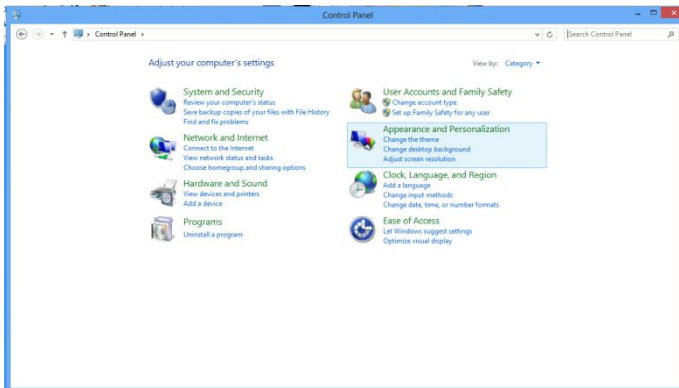 Control Panel
Control Panel
Search Control Panel
Adjust your computer's settings
View by: Category
System and Security
Review your computer's status
Save backup copies of your files with File History
Find and fix problems
Network and Internet
Connect to the Internet
View network status and tasks
Choose homegroup and sharing options
Hardware and Sound
View devices and printers
Add a device
Programs
Uninstall a program
User Accounts and Family Safety
Change account type
Set up Family Safety for any user
Appearance and Personalization
Change the theme
Change desktop background
Adjust screen resolution
Clock, Language, and Region
Add a language
Change input methods
Change date, time, or number formats
Ease of Access
Let Windows suggest settings
Optimize visual display